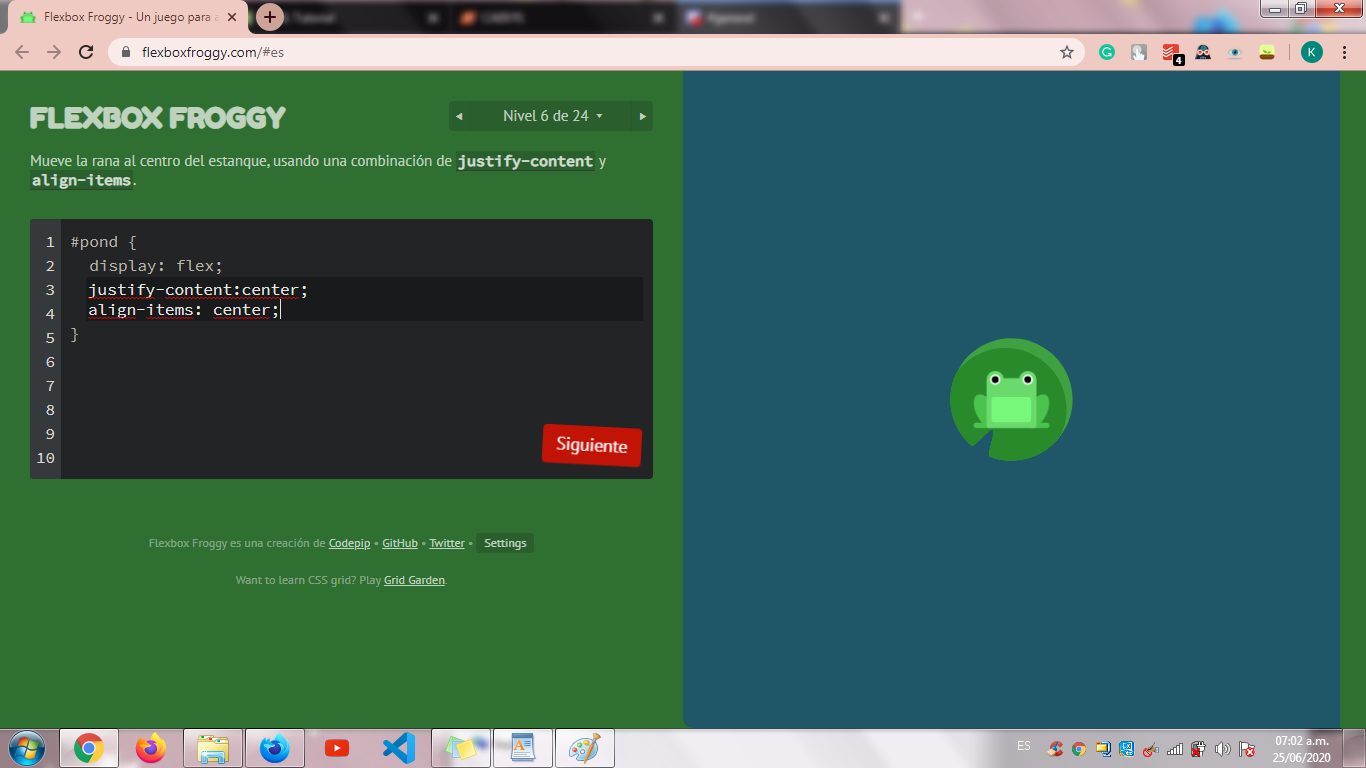 Flexbox Froggy - Un juego para a
Tutorial
flexboxfroggy.com/#es
4
K
FLEXBOX FROGGY
Nivel 6 de 24
Mueve la rana al centro del estanque, usando una combinación de justify-content y
align-items.
1 #pond {
2 display: flex;
3 justify-content:center;
4 align-items: center;
5 }
6
7
8
9
10
Siguiente
Flexbox Froggy es una creación de Codepip • GitHub • Twitter • Settings
Want to learn CSS grid? Play Grid Garden.
ES
07:02 a.m.
25/06/2020